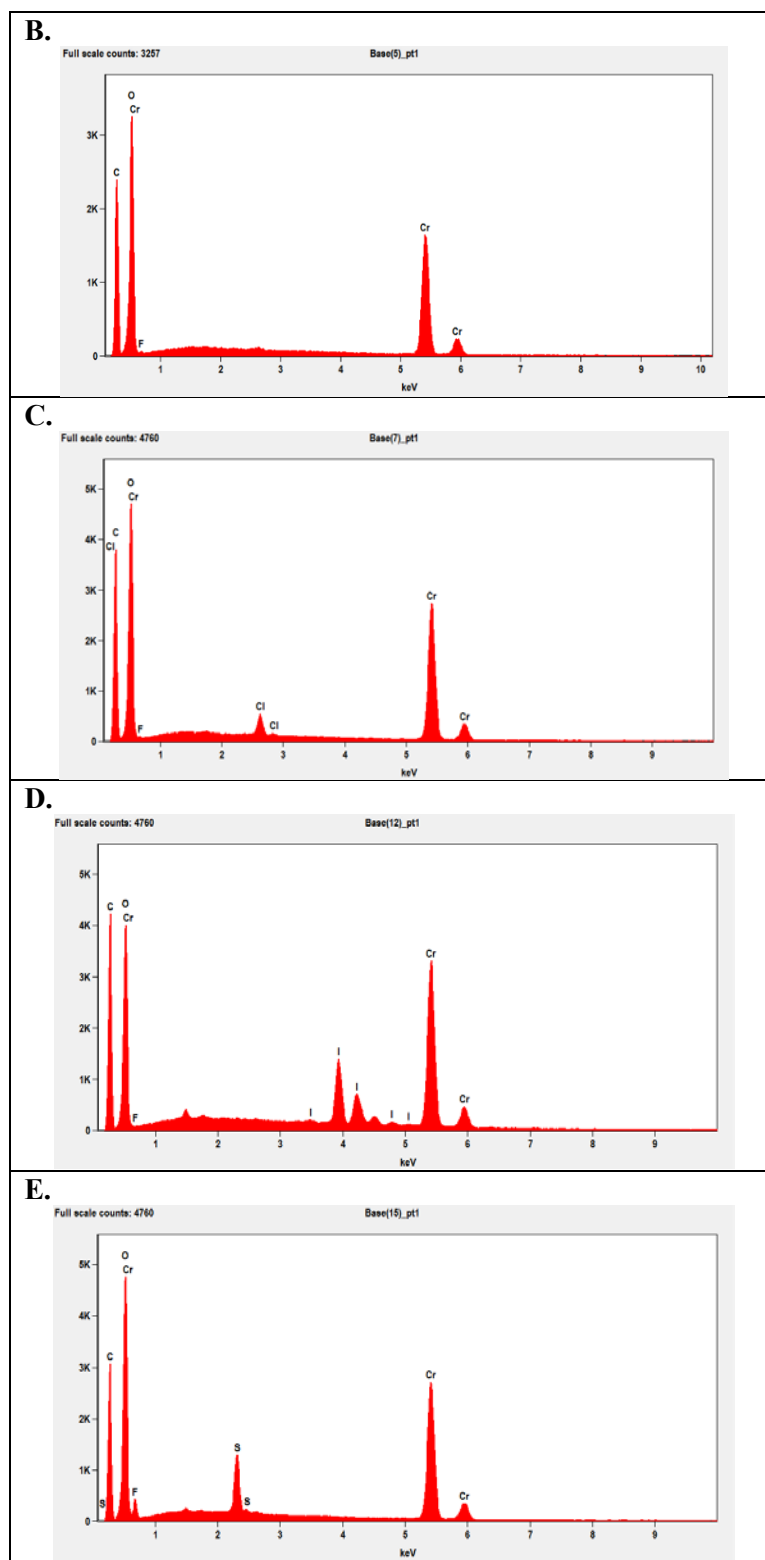 B.
Full scale counts: 3257 Base(5)_pt1
O
Cr
3K
C
2K
Cr
1K
F
Cr
0
1 2 3 4 5 6 7 8 9 10
keV
C.
Full scale counts: 4760 Base(7)_pt1
O
5K
Cr
C
4K
Cl
3K
Cr
2K
1K
Cl
Cl
Cr
F
0
1 2 3 4 5 6 7 8 9
keV
D.
Full scale counts: 4760 Base(12)_pt1
5K
C O
Cr
4K
Cr
3K
2K
I
1K
I
Cr
F I I I
0
1 2 3 4 5 6 7 8 9
keV
E.
Full scale counts: 4760 Base(15)_pt1
O
5K
Cr
4K
C
3K
Cr
2K
S
1K
F
Cr
S S
0
1 2 3 4 5 6 7 8 9
keV